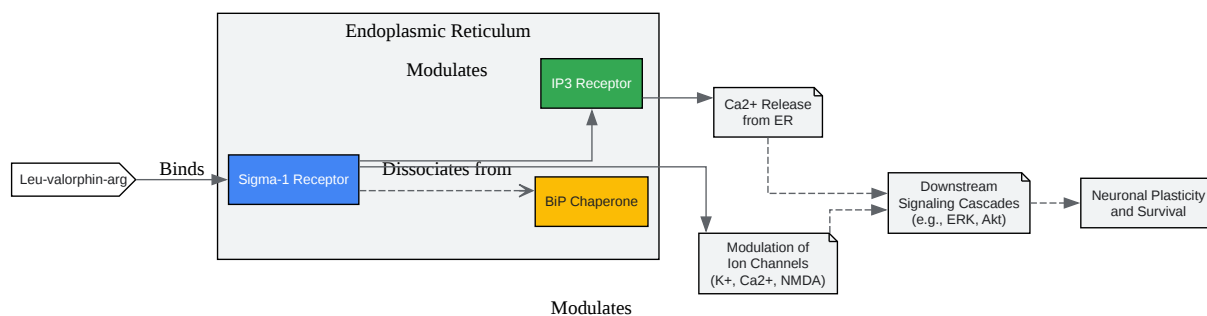 Endoplasmic Reticulum
Modulates
IP3 Receptor
Ca2+ Release
from ER
Leu-valorphin-arg
Binds
Sigma-1 Receptor
Dissociates from
BiP Chaperone
Downstream
Signaling Cascades
(e.g., ERK, Akt)
Neuronal Plasticity
and Survival
Modulation of
Ion Channels
(K+, Ca2+, NMDA)
Modulates